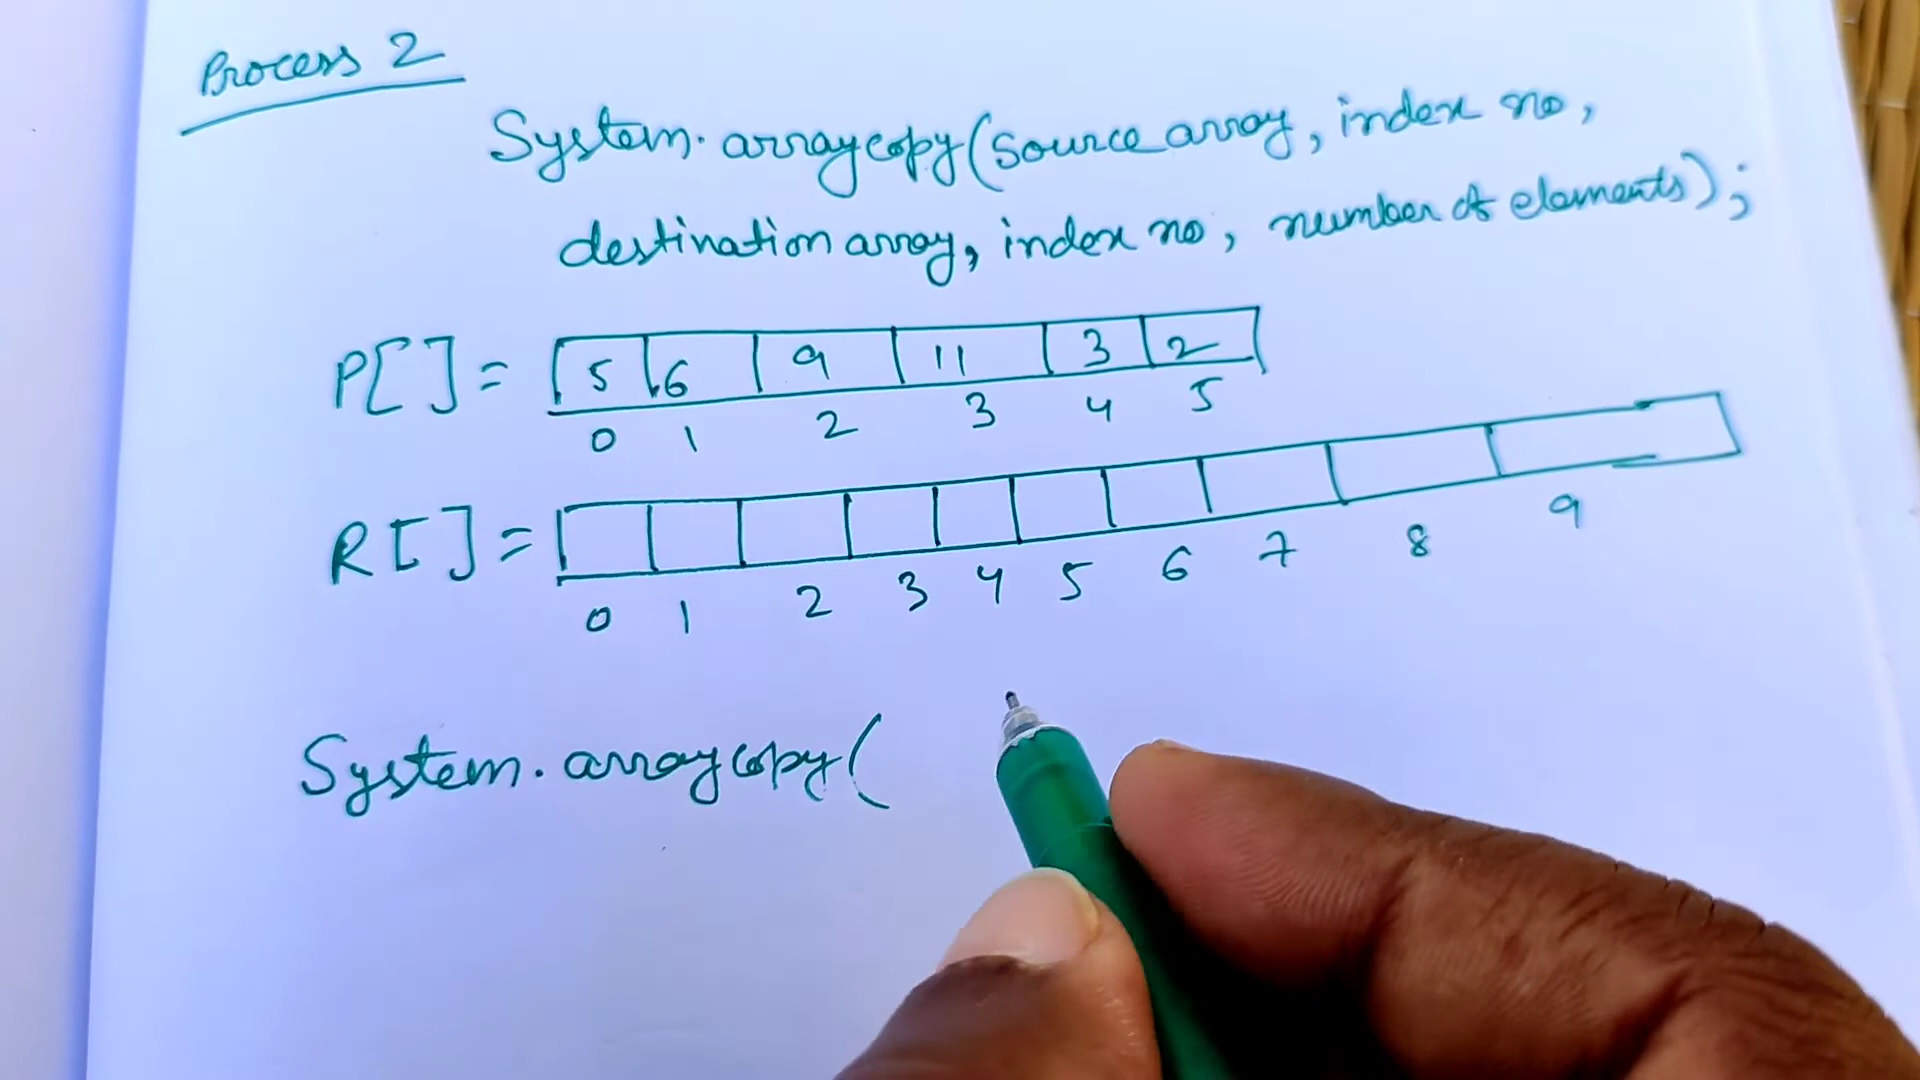 Process 2
System.arraycopy(Source array, index no,
destination array, index no, number of elements);
P[ ] = 5 6 9 11 3 2
0 1 2 3 4 5
R[ ] =
0 1 2 3 4 5 6 7 8 9
System.arraycopy(